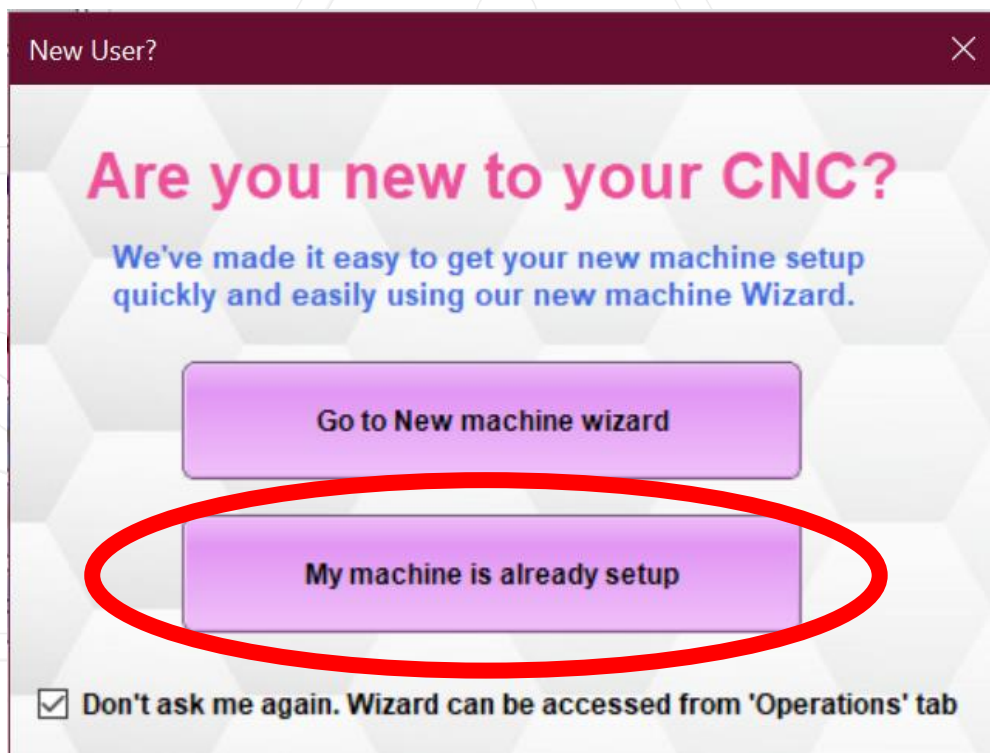 New User?
Are you new to your CNC?
We've made it easy to get your new machine setup
quickly and easily using our new machine Wizard.
Go to New machine wizard
My machine is already setup
Don't ask me again. Wizard can be accessed from 'Operations' tab